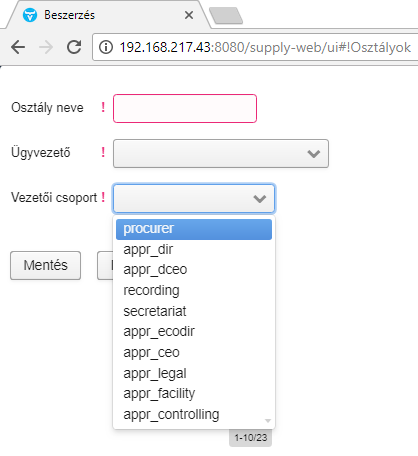 Beszerzés
192.168.217.43:8080/supply-web/ui#!Osztályok
Osztály neve !
Ügyvezető !
Vezetői csoport !
procurer
appr_dir
appr_dceo
recording
secretariat
appr_ecodir
appr_ceo
appr_legal
appr_facility
appr_controlling
Mentés
1-10/23